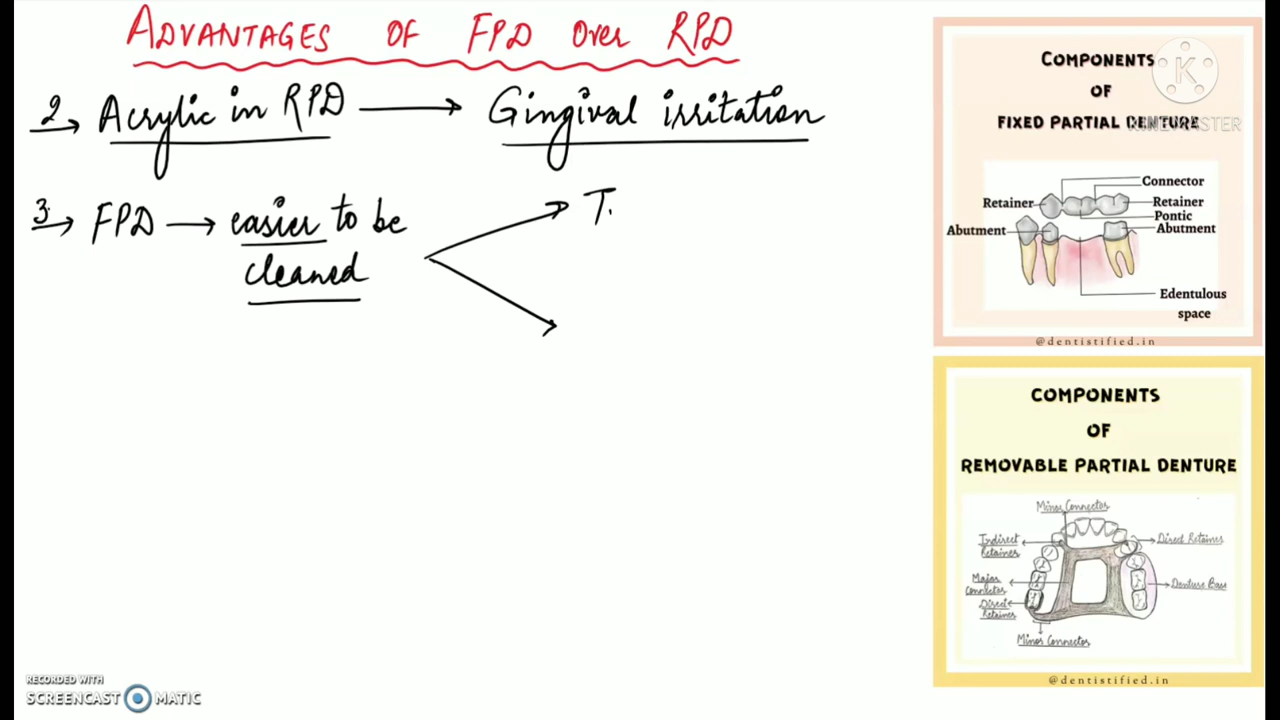 ADVANTAGES OF FPD Over RPD
2. → Acrylic in RPD → Gingival irritation
3. → FPD → easier to be
cleaned
T.
COMPONENTS
OF
FIXED PARTIAL DENTURE
K
KINEMASTER
Connector
Retainer
Retainer
Pontic
Abutment
Abutment
Edentulous
space
@dentistified.in
COMPONENTS
OF
REMOVABLE PARTIAL DENTURE
Minor Connector
Indirect
Retainer
Direct Retainer
Major
Connector
Denture Base
Direct
Retainer
Minor Connector
@dentistified.in
RECORDED WITH
SCREENCAST MATIC